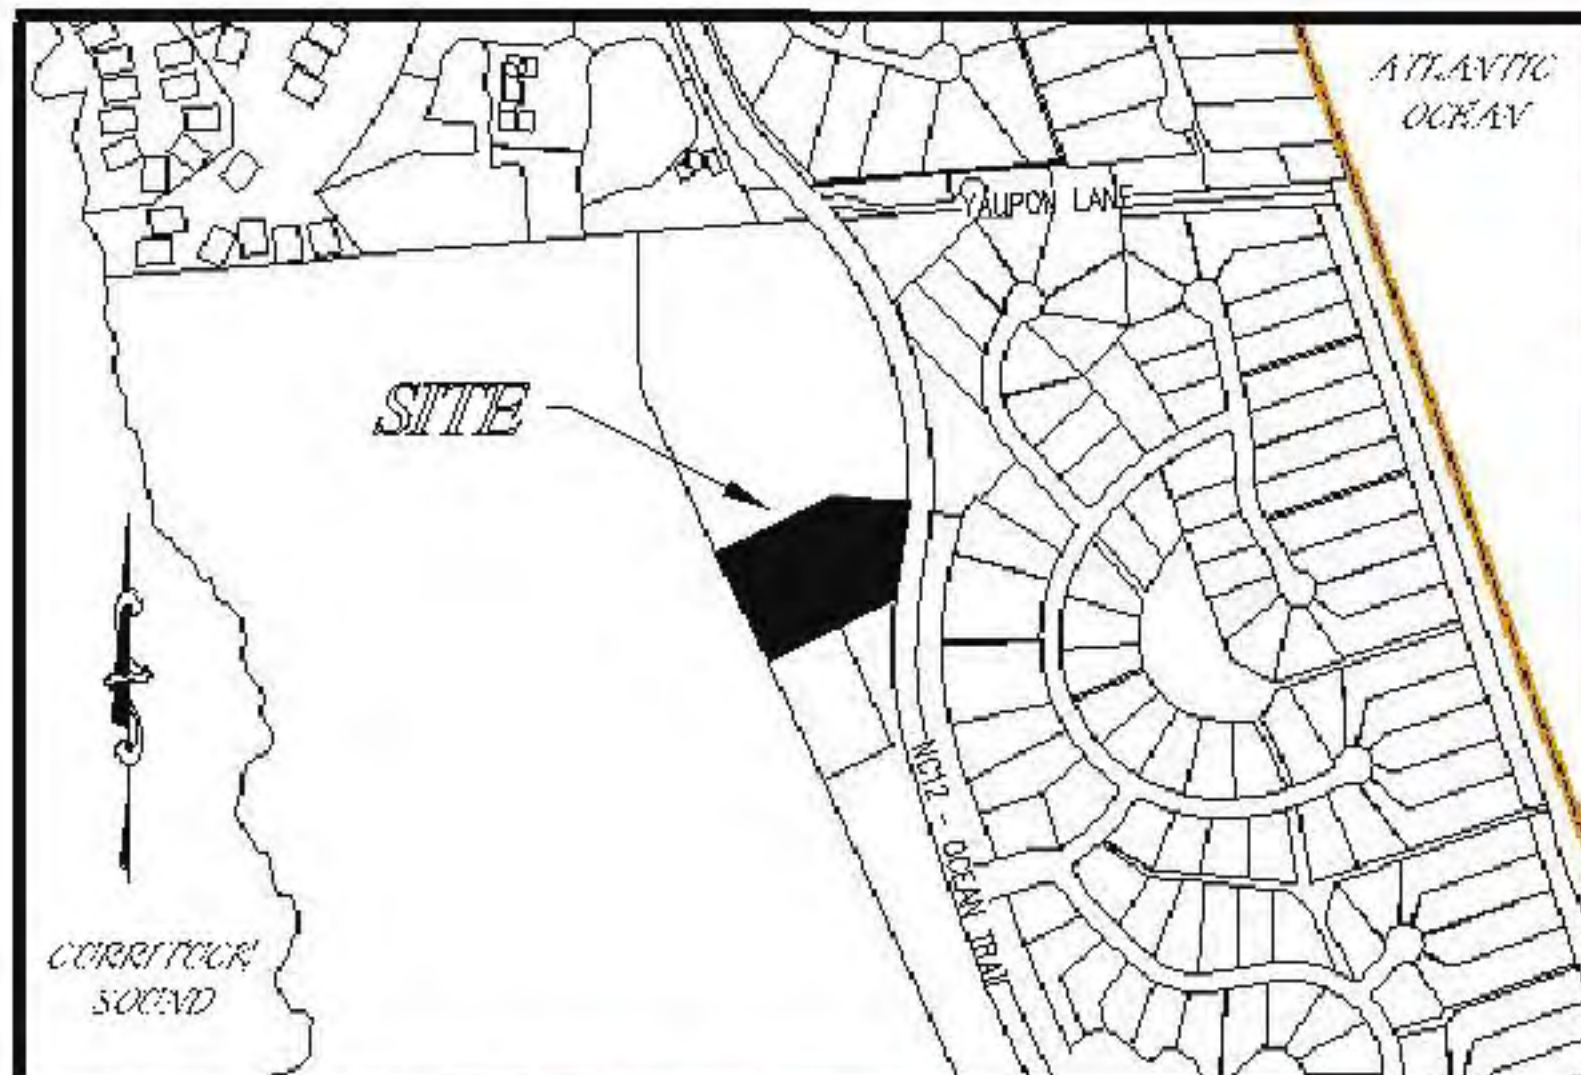 ATLANTIC
OCEAN
YAUPON LANE
SITE
NC12 - OCEAN TRAIL
CURRITUCK
SOUND